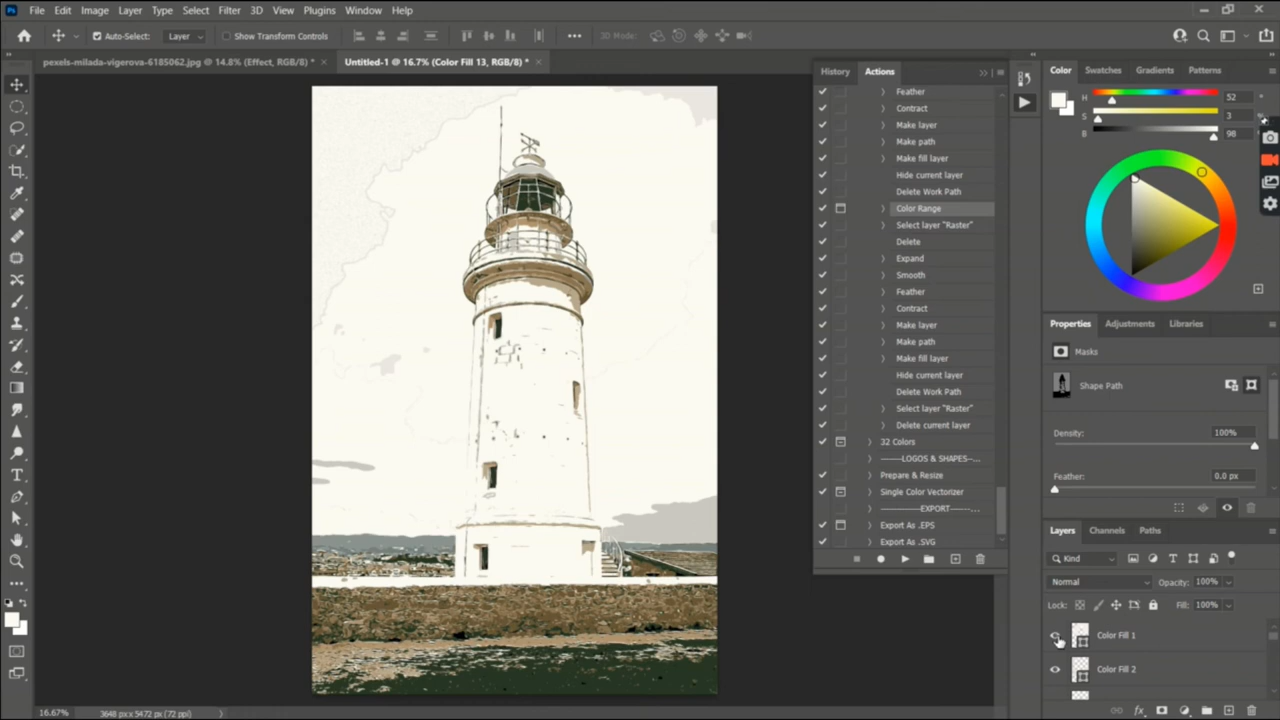 Ps File Edit Image Layer Type Select Filter 3D View Plugins Window Help
Auto-Select: Layer Show Transform Controls 3D Mode:
pexels-milada-vigerova-6185062.jpg @ 14.8% (Effect, RGB/8) * Untitled-1 @ 16.7% (Color Fill 13, RGB/8) *
History Actions
Feather
Contract
Make layer
Make path
Make fill layer
Hide current layer
Delete Work Path
Color Range
Select layer "Raster"
Delete
Expand
Smooth
Feather
Contract
Make layer
Make path
Make fill layer
Hide current layer
Delete Work Path
Select layer "Raster"
Delete current layer
32 Colors
-------LOGOS & SHAPES--...
Prepare & Resize
Single Color Vectorizer
--------------EXPORT-------...
Export As .EPS
Export As .SVG
Color Swatches Gradients Patterns
H 52 °
S 3 %
B 98
Properties Adjustments Libraries
Masks
Shape Path
Density: 100%
Feather: 0.0 px
Layers Channels Paths
Kind
Normal Opacity: 100%
Lock: Fill: 100%
Color Fill 1
Color Fill 2
16.67% 3648 px x 5472 px (72 ppi)